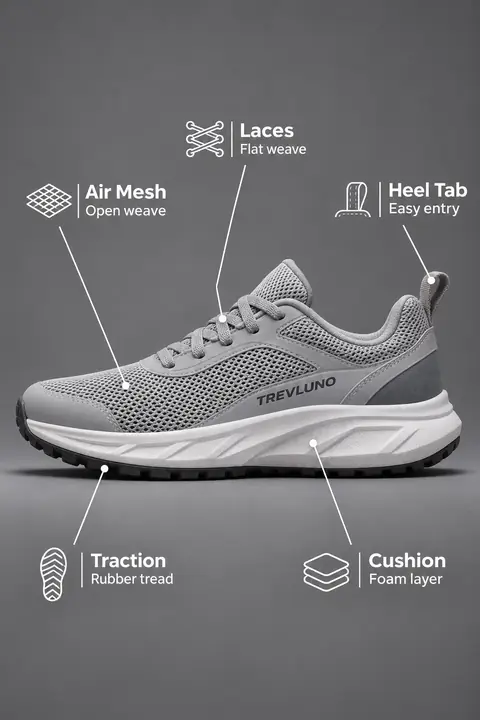 Laces
Flat weave
Air Mesh
Open weave
Heel Tab
Easy entry
TREVLUNO
Traction
Rubber tread
Cushion
Foam layer